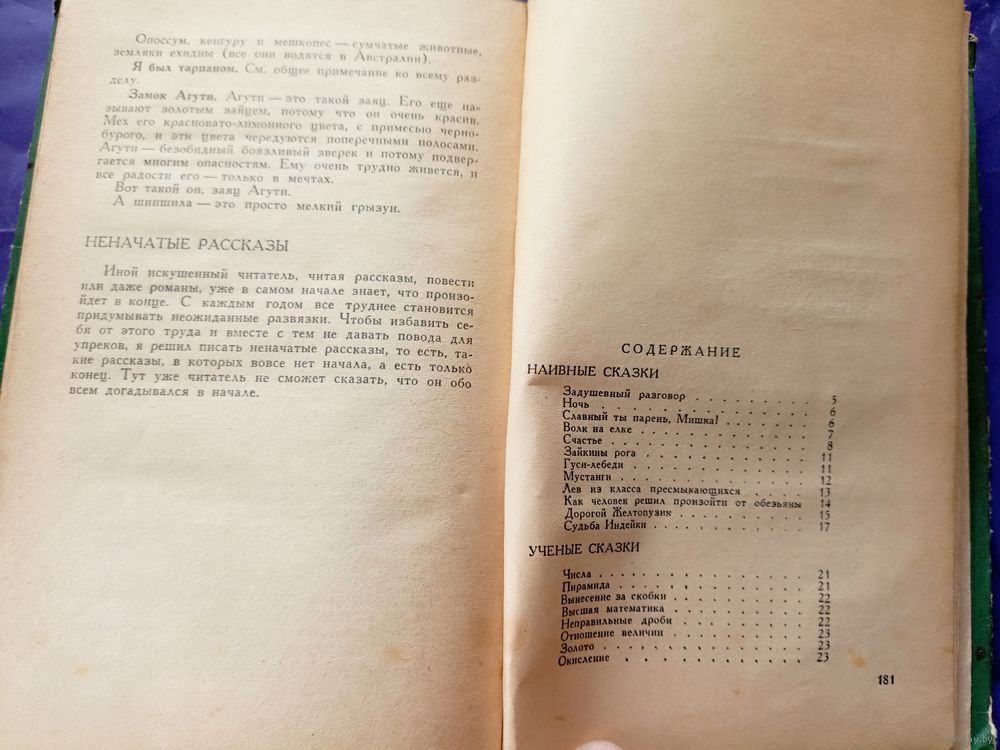 Опоссум, кенгуру и мешкопес — сумчатые животные,
земляки ехидны (все они водятся в Австралии).
Я был тарпаном. См. общее примечание ко всему раз-
делу.
Замок Агути. Агути — это такой заяц. Его еще на-
зывают золотым зайцем, потому что он очень красив.
Мех его красновато-лимонного цвета, с примесью черно-
бурого, и эти цвета чередуются поперечными полосами.
Агути — безобидный боязливый зверек и потому подвер-
гается многим опасностям. Ему очень трудно живется, и
все радости его — только в мечтах.
Вот такой он, заяц Агути.
А шиншила — это просто мелкий грызун.
НЕНАЧАТЫЕ РАССКАЗЫ
Иной искушенный читатель, читая рассказы, повести
или даже романы, уже в самом начале знает, что произо-
йдет в конце. С каждым годом все труднее становится
придумывать неожиданные развязки. Чтобы избавить се-
бя от этого труда и вместе с тем не давать повода для
упреков, я решил писать неначатые рассказы, то есть, та-
кие рассказы, в которых вовсе нет начала, а есть только
конец. Тут уже читатель не сможет сказать, что он обо
всем догадывался в начале.
СОДЕРЖАНИЕ
НАИВНЫЕ СКАЗКИ
Задушевный разговор . . . . . . . . 5
Ночь . . . . . . . . . . . . 6
Славный ты парень, Мишка! . . . . . . 6
Волк на елке . . . . . . . . . . 7
Счастье . . . . . . . . . . . . 8
Зайкины рога . . . . . . . . . . 11
Гуси-лебеди . . . . . . . . . . 11
Мустанги . . . . . . . . . . . 12
Лев из класса пресмыкающихся . . . . . 13
Как человек решил произойти от обезьяны 14
Дорогой Желтопузик . . . . . . . . 15
Судьба Индейки . . . . . . . . . 17
УЧЕНЫЕ СКАЗКИ
Числа . . . . . . . . . . . . 21
Пирамида . . . . . . . . . . . 21
Вынесение за скобки . . . . . . . . 22
Высшая математика . . . . . . . . 22
Неправильные дроби . . . . . . . . 22
Отношение величин . . . . . . . . 23
Золото . . . . . . . . . . . . 23
Окисление . . . . . . . . . . 23
181